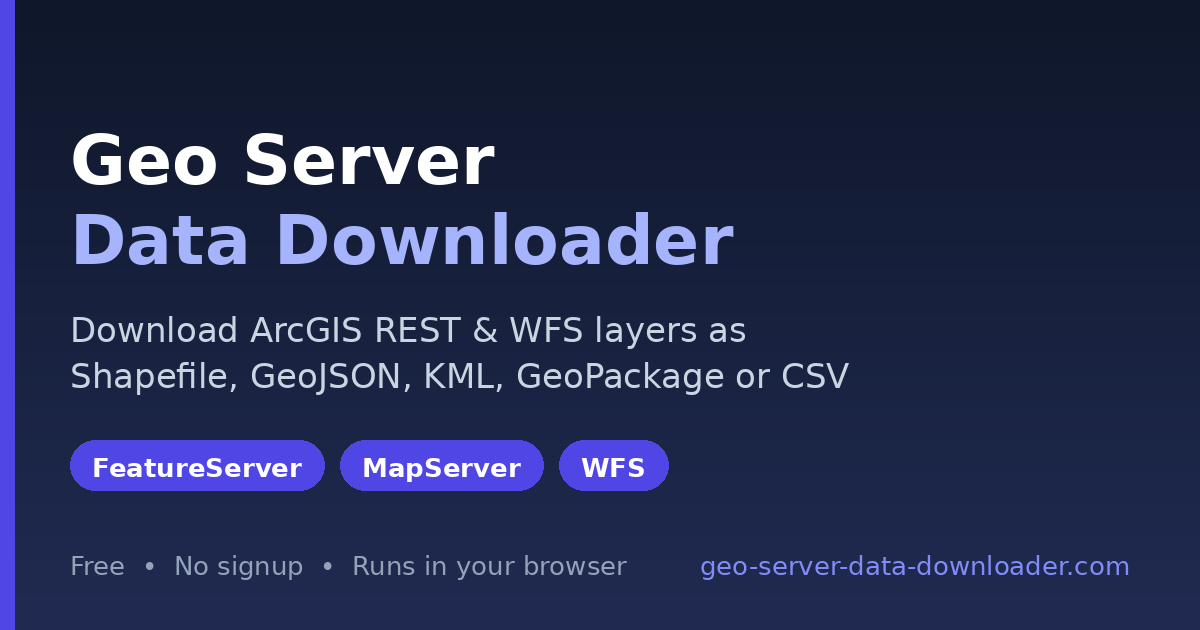 Geo Server
Data Downloader
Download ArcGIS REST & WFS layers as
Shapefile, GeoJSON, KML, GeoPackage or CSV
FeatureServer MapServer WFS
Free • No signup • Runs in your browser geo-server-data-downloader.com